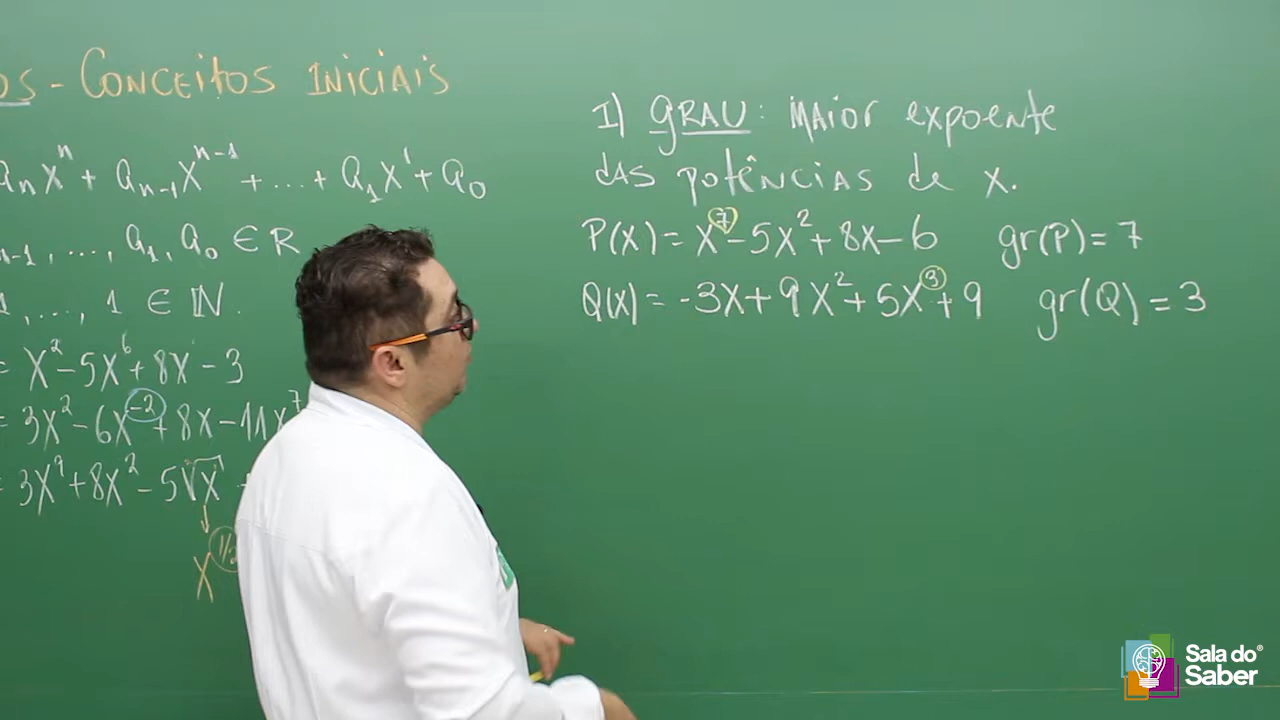 OS - CONCEITOS INICIAIS
aₙxⁿ + aₙ₋₁xⁿ⁻¹ + ... + a₁x¹ + a₀
n-1, ..., a₁, a₀ ∈ R
1, ..., 1 ∈ ℕ.
= x² - 5x⁶ + 8x - 3
= 3x² - 6x⁻² + 8x - 11x⁷
= 3x⁹ + 8x² - 5√x¹
x^1/2
I) GRAU: MAIOR expoente
DAS potências de x.
P(x) = x⁷ - 5x² + 8x - 6 gr(P) = 7
Q(x) = -3x + 9x² + 5x³ + 9 gr(Q) = 3
Sala do®
Saber